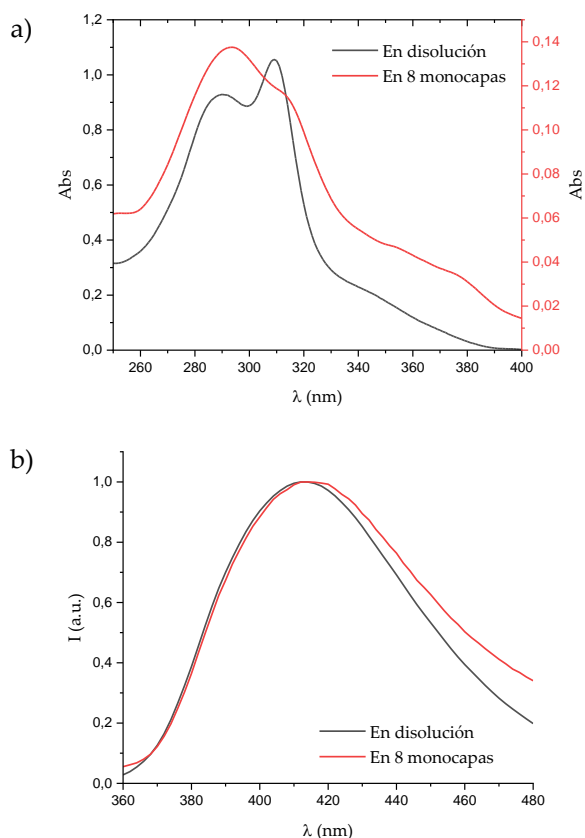 a)
1,2
1,0
0,8
0,6
0,4
0,2
0,0
Abs
En disolución
En 8 monocapas
0,14
0,12
0,10
0,08
0,06
0,04
0,02
0,00
Abs
260 280 300 320 340 360 380 400
λ (nm)
b)
1,0
0,8
0,6
0,4
0,2
0,0
I (a.u.)
En disolución
En 8 monocapas
360 380 400 420 440 460 480
λ (nm)